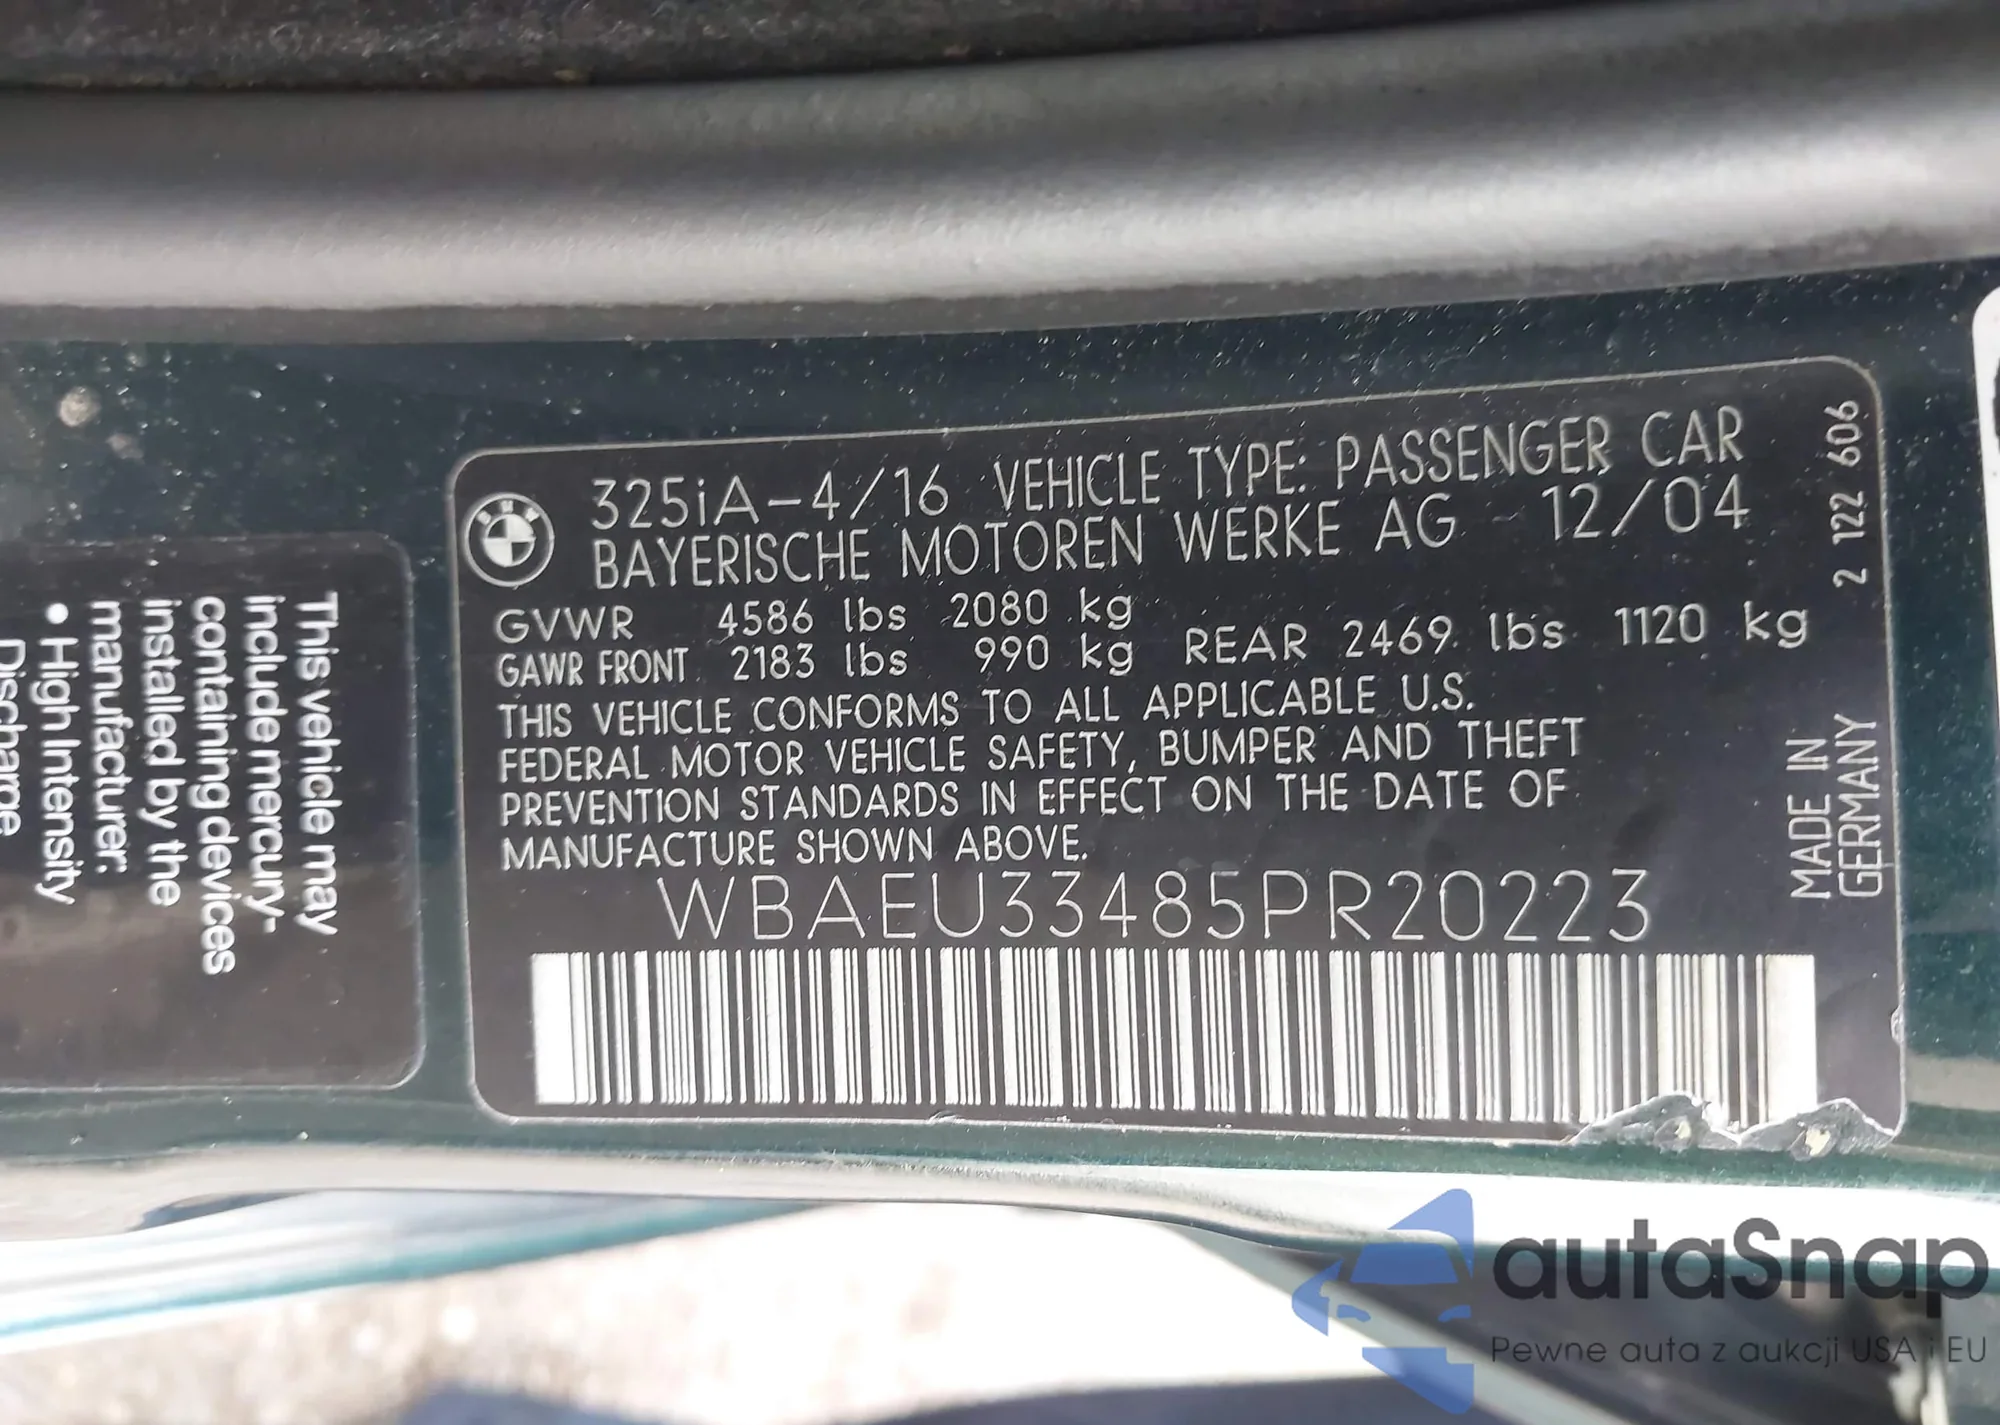 This vehicle may
include mercury-
containing devices
installed by the
manufacturer:
• High Intensity
Discharge
BMW
325iA-4/16 VEHICLE TYPE: PASSENGER CAR
BAYERISCHE MOTOREN WERKE AG 12/04
GVWR 4586 lbs 2080 kg
GAWR FRONT 2183 lbs 990 kg REAR 2469 lbs 1120 kg
THIS VEHICLE CONFORMS TO ALL APPLICABLE U.S.
FEDERAL MOTOR VEHICLE SAFETY, BUMPER AND THEFT
PREVENTION STANDARDS IN EFFECT ON THE DATE OF
MANUFACTURE SHOWN ABOVE.
WBAEU33485PR20223
2 122 606
MADE IN
GERMANY
autaSnap
Pewne auta z aukcji USA i EU